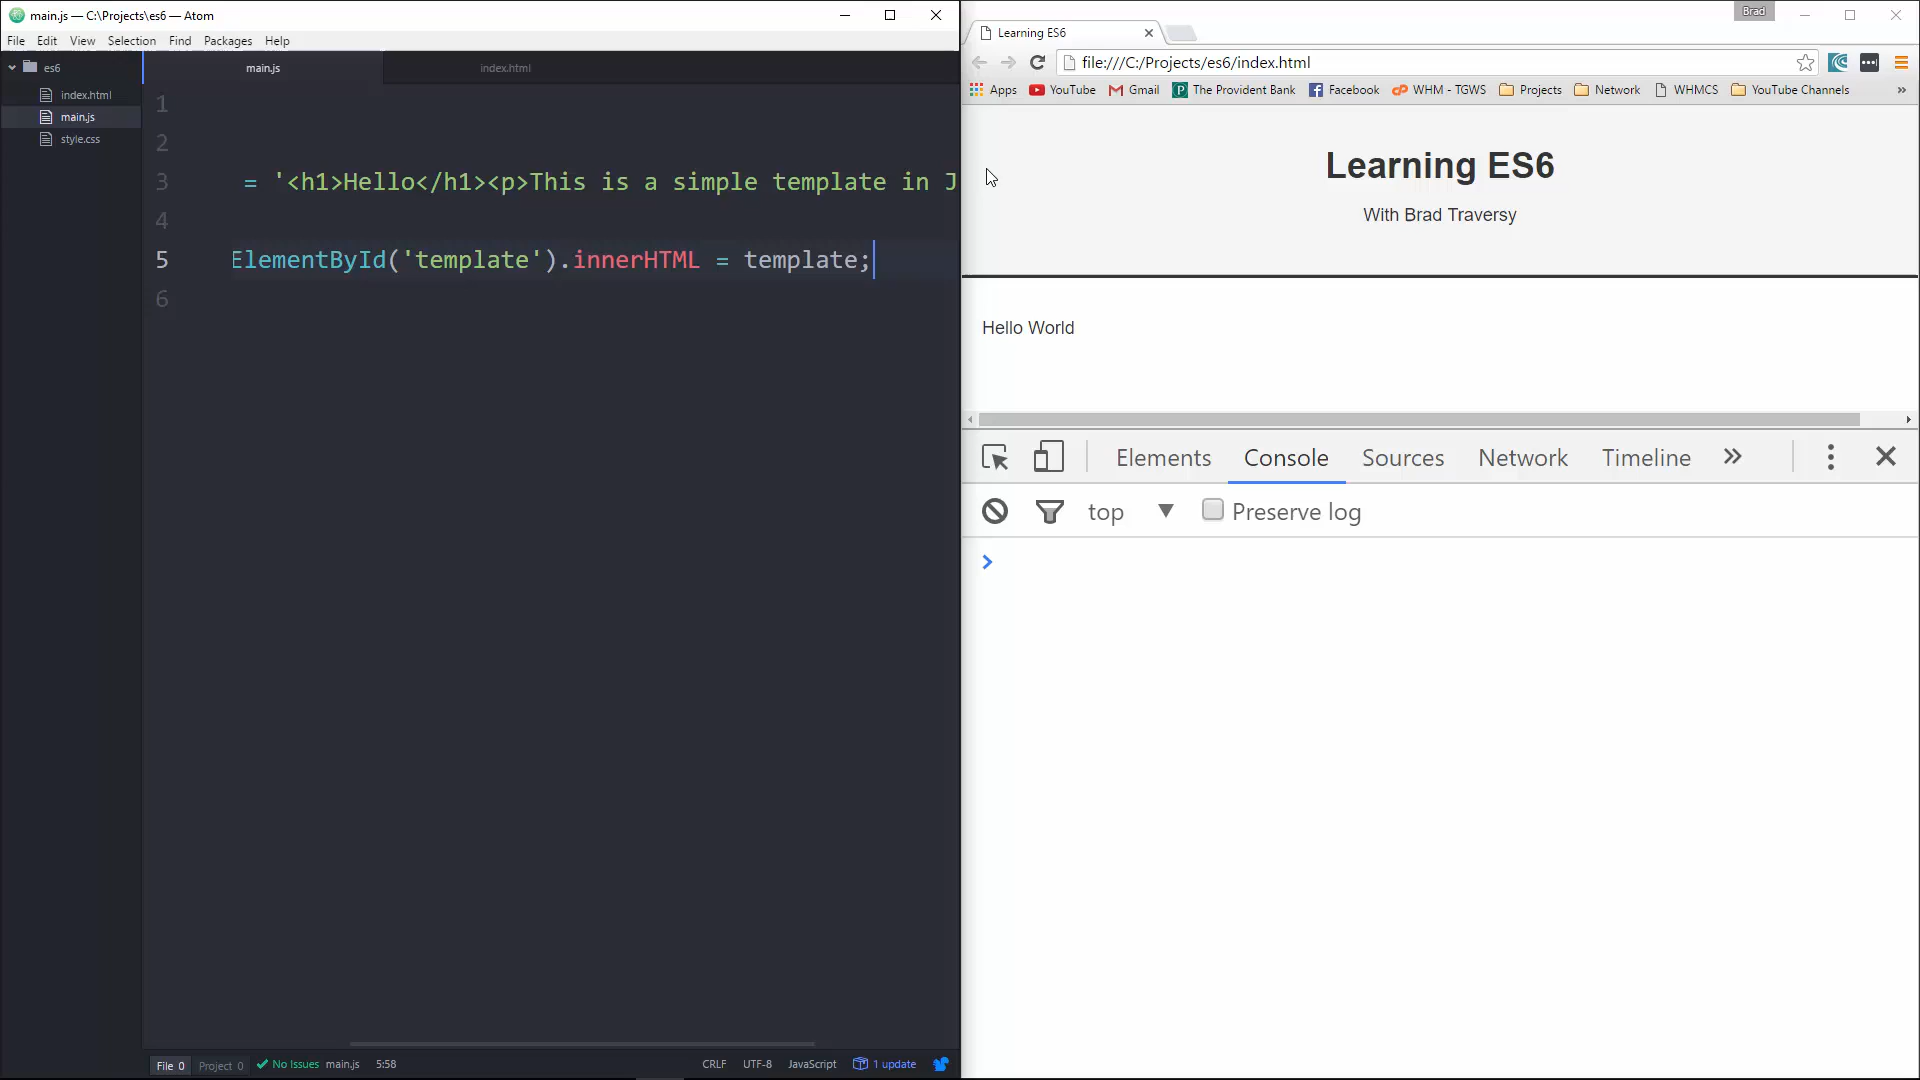 main.js — C:\Projects\es6 — Atom
File Edit View Selection Find Packages Help
es6
index.html
main.js
style.css
main.js index.html
1
2
3 = '<h1>Hello</h1><p>This is a simple template in J
4
5 ElementById('template').innerHTML = template;
6
File 0 Project 0 No Issues main.js 5:58 CRLF UTF-8 JavaScript 1 update
Brad
Learning ES6
file:///C:/Projects/es6/index.html
Apps YouTube Gmail The Provident Bank Facebook WHM - TGWS Projects Network WHMCS YouTube Channels »
Learning ES6
With Brad Traversy
Hello World
Elements Console Sources Network Timeline »
top Preserve log